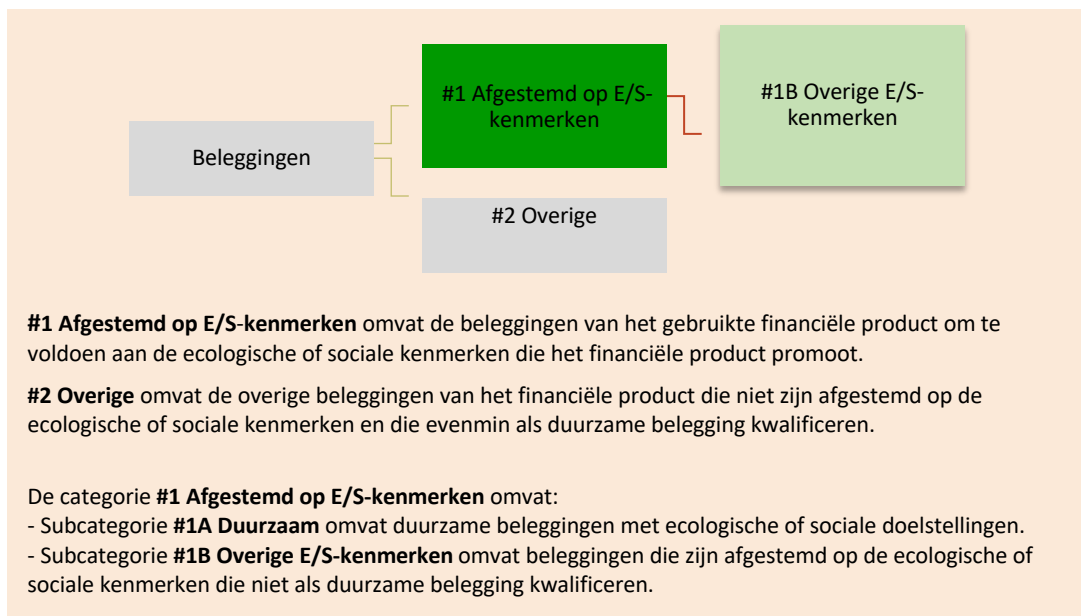 Beleggingen
#1 Afgestemd op E/S-
kenmerken
#1B Overige E/S-
kenmerken
#2 Overige
#1 Afgestemd op E/S-kenmerken omvat de beleggingen van het gebruikte financiële product om te
voldoen aan de ecologische of sociale kenmerken die het financiële product promoot.
#2 Overige omvat de overige beleggingen van het financiële product die niet zijn afgestemd op de
ecologische of sociale kenmerken en die evenmin als duurzame belegging kwalificeren.
De categorie #1 Afgestemd op E/S-kenmerken omvat:
- Subcategorie #1A Duurzaam omvat duurzame beleggingen met ecologische of sociale doelstellingen.
- Subcategorie #1B Overige E/S-kenmerken omvat beleggingen die zijn afgestemd op de ecologische of
sociale kenmerken die niet als duurzame belegging kwalificeren.